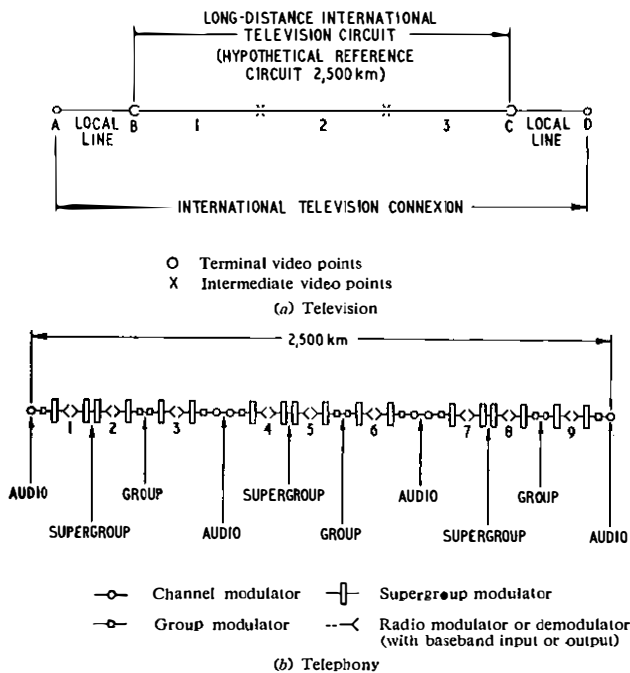 LONG-DISTANCE INTERNATIONAL
TELEVISION CIRCUIT
(HYPOTHETICAL REFERENCE
CIRCUIT 2,500 km)
A LOCAL B 1 2 3 C LOCAL D
LINE LINE
INTERNATIONAL TELEVISION CONNEXION
O Terminal video points
X Intermediate video points
(a) Television
2,500 km
1 2 3 4 5 6 7 8 9
AUDIO GROUP SUPERGROUP AUDIO GROUP
SUPERGROUP AUDIO GROUP SUPERGROUP AUDIO
Channel modulator Supergroup modulator
Group modulator Radio modulator or demodulator
(with baseband input or output)
(b) Telephony